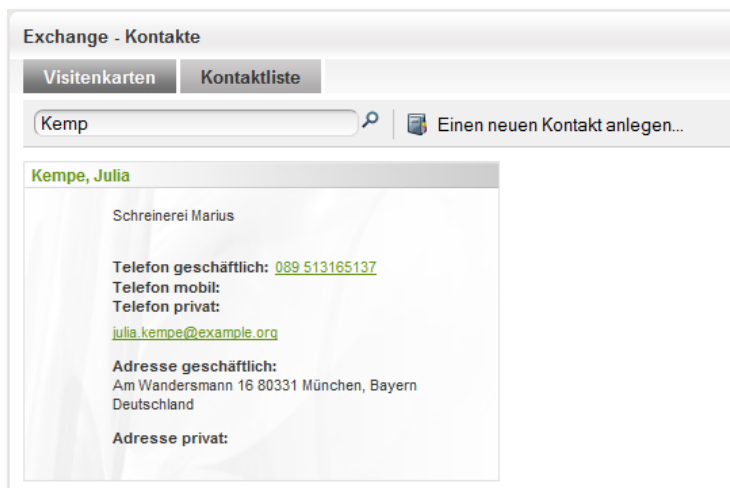 Exchange - Kontakte
Visitenkarten Kontaktliste
Kemp Einen neuen Kontakt anlegen...
Kempe, Julia
Schreinerei Marius
Telefon geschäftlich: 089 513165137
Telefon mobil:
Telefon privat:
julia.kempe@example.org
Adresse geschäftlich:
Am Wandersmann 16 80331 München, Bayern
Deutschland
Adresse privat: